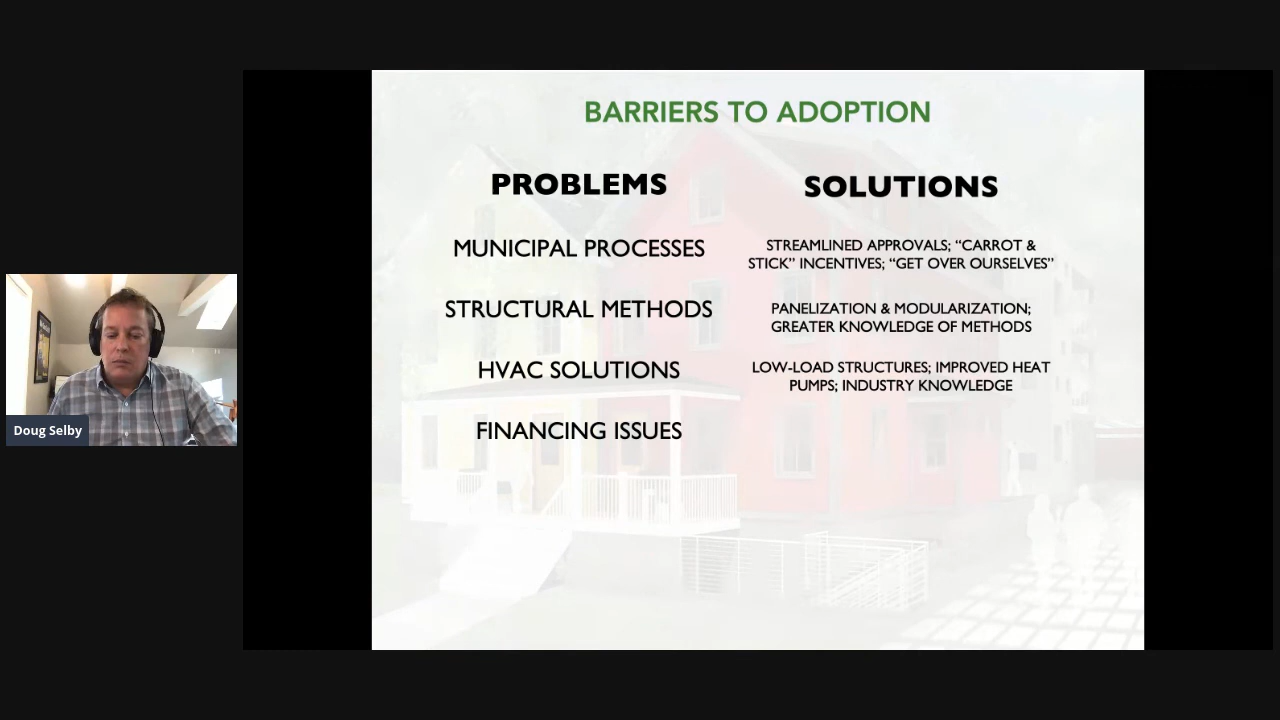 BARRIERS TO ADOPTION
PROBLEMS
SOLUTIONS
MUNICIPAL PROCESSES
STREAMLINED APPROVALS; “CARROT &
STICK” INCENTIVES; “GET OVER OURSELVES”
STRUCTURAL METHODS
PANELIZATION & MODULARIZATION;
GREATER KNOWLEDGE OF METHODS
HVAC SOLUTIONS
LOW-LOAD STRUCTURES; IMPROVED HEAT
PUMPS; INDUSTRY KNOWLEDGE
FINANCING ISSUES
Doug Selby